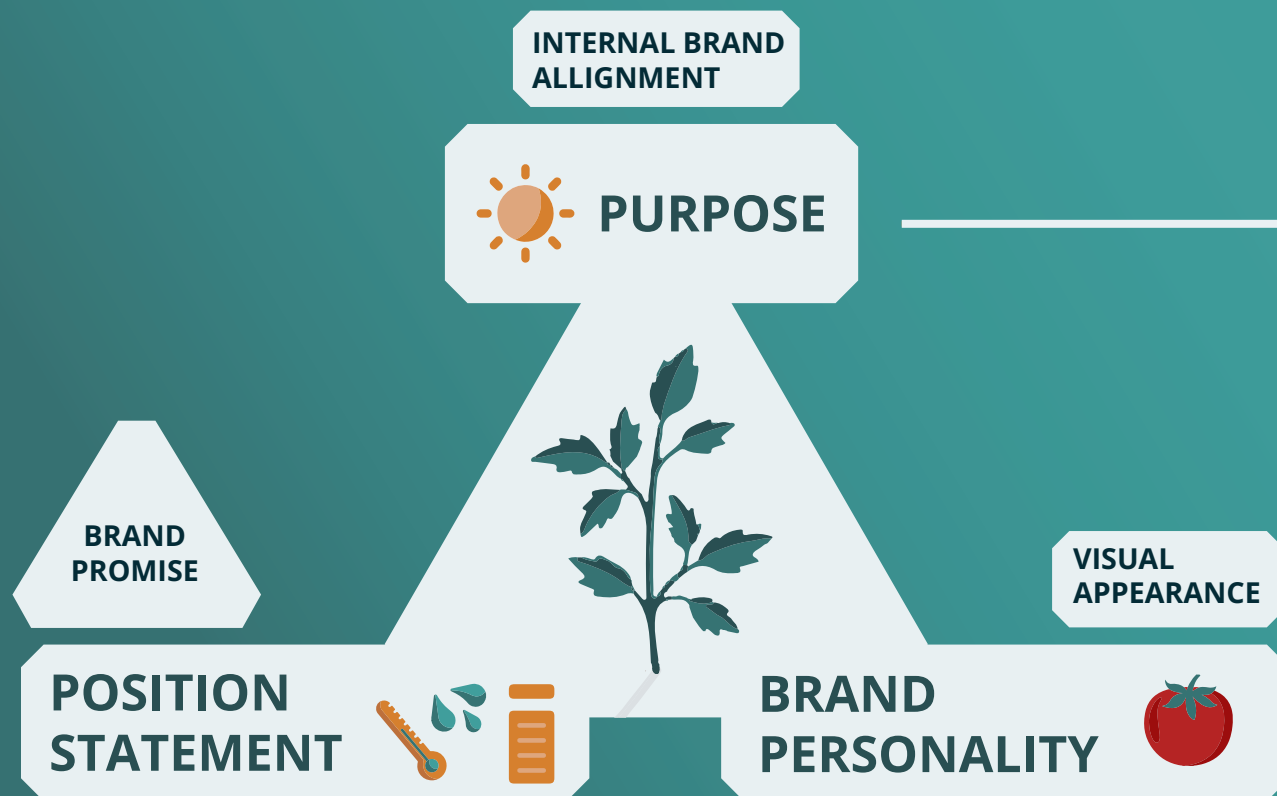 INTERNAL BRAND
ALLIGNMENT
PURPOSE
BRAND
PROMISE
VISUAL
APPEARANCE
POSITION
STATEMENT
BRAND
PERSONALITY